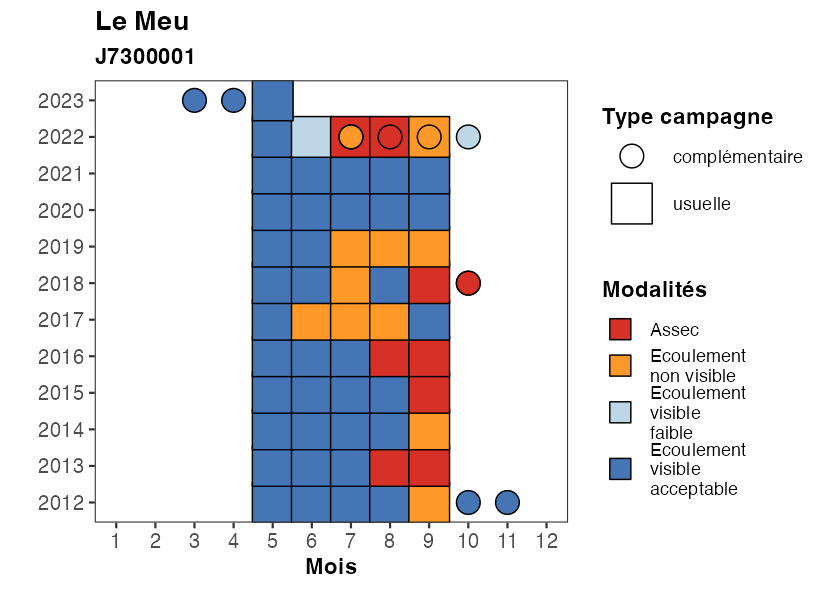 Le Meu
J7300001
2023
2022
2021
2020
2019
2018
2017
2016
2015
2014
2013
2012
1 2 3 4 5 6 7 8 9 10 11 12
Mois
Type campagne
complémentaire
usuelle
Modalités
Assec
Ecoulement
non visible
Ecoulement
visible
faible
Ecoulement
visible
acceptable